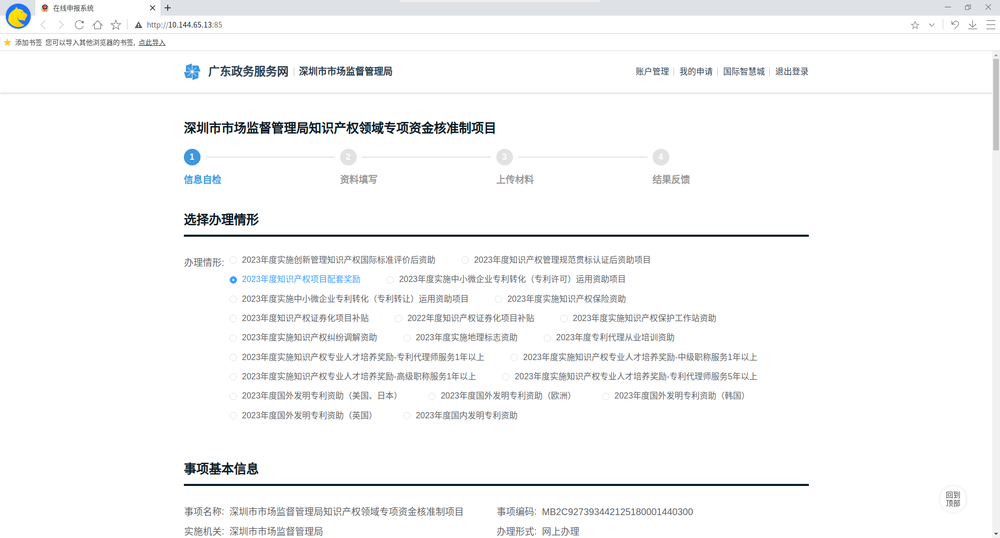 在线申报系统
http://10.144.65.13:85
添加书签 您可以导入其他浏览器的书签, 点此导入
广东政务服务网 深圳市市场监督管理局 账户管理 我的申请 国际智慧城 退出登录
深圳市市场监督管理局知识产权领域专项资金核准制项目
1 2 3 4
信息自检 资料填写 上传材料 结果反馈
选择办理情形
办理情形: 2023年度实施创新管理知识产权国际标准评价后资助 2023年度知识产权管理规范贯标认证后资助项目
2023年度知识产权项目配套奖励 2023年度实施中小微企业专利转化（专利许可）运用资助项目
2023年度实施中小微企业专利转化（专利转让）运用资助项目 2023年度实施知识产权保险资助
2023年度知识产权证券化项目补贴 2022年度知识产权证券化项目补贴 2023年度实施知识产权保护工作站资助
2023年度实施知识产权纠纷调解资助 2023年度实施地理标志资助 2023年度专利代理从业培训资助
2023年度实施知识产权专业人才培养奖励-专利代理师服务1年以上 2023年度实施知识产权专业人才培养奖励-中级职称服务1年以上
2023年度实施知识产权专业人才培养奖励-高级职称服务1年以上 2023年度实施知识产权专业人才培养奖励-专利代理师服务5年以上
2023年度国外发明专利资助（美国、日本） 2023年度国外发明专利资助（欧洲） 2023年度国外发明专利资助（韩国）
2023年度国外发明专利资助（英国） 2023年度国内发明专利资助
事项基本信息
事项名称: 深圳市市场监督管理局知识产权领域专项资金核准制项目 事项编码: MB2C927393442125180001440300
实施机关: 深圳市市场监督管理局 办理形式: 网上办理
回到
顶部